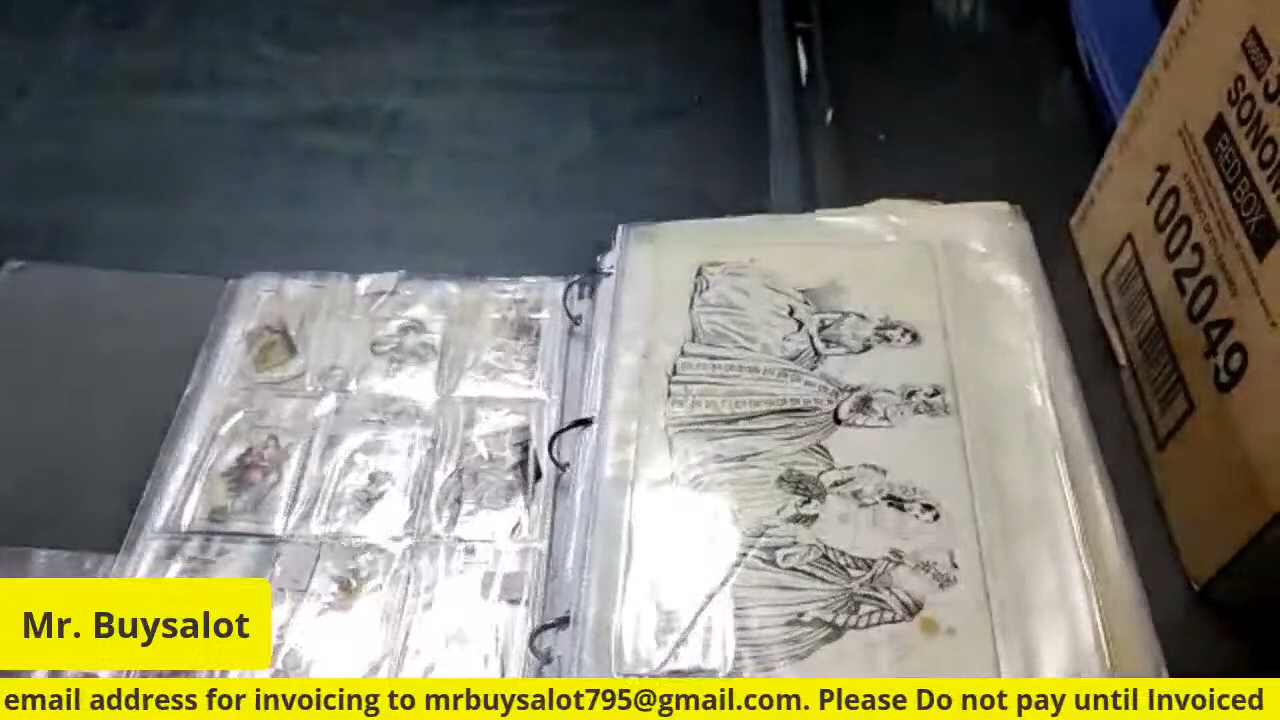 SONOM
RED BOX
1002049
Mr. Buysalot
email address for invoicing to mrbuysalot795@gmail.com. Please Do not pay until Invoiced